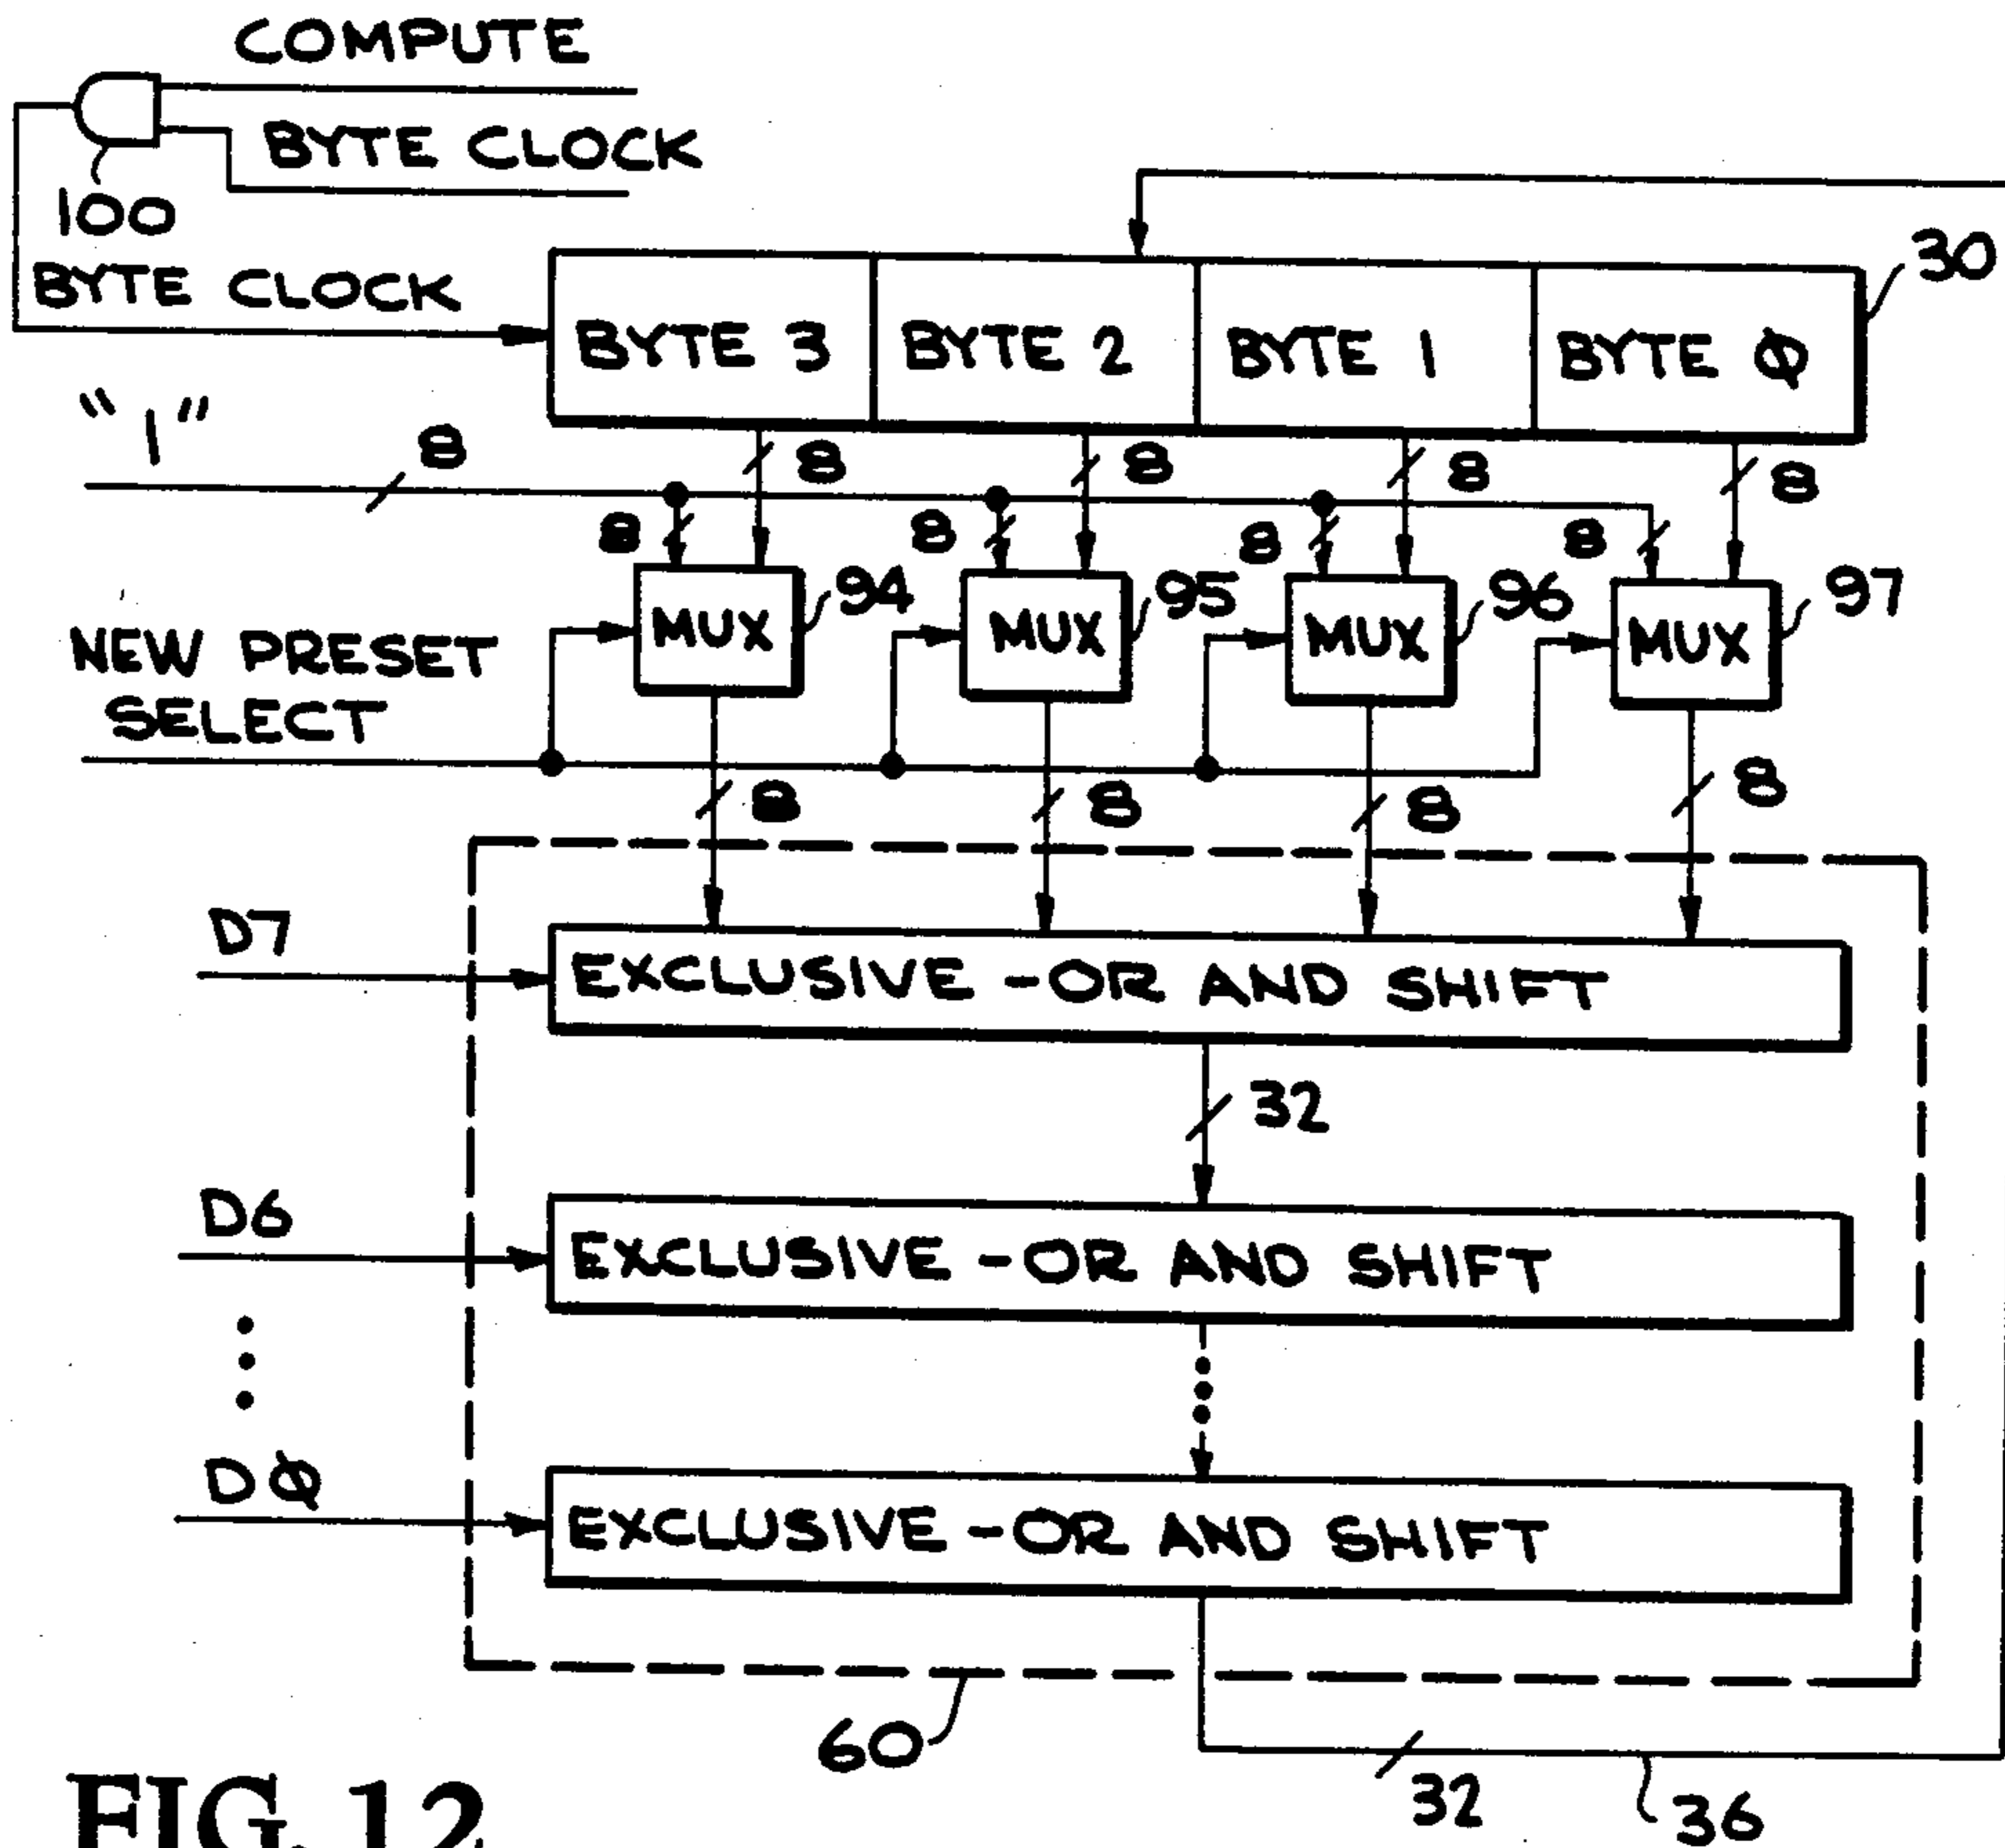 COMPUTE
BYTE CLOCK
100
BYTE CLOCK
30
BYTE 3 BYTE 2 BYTE 1 BYTE 0
"1"
8 8 8 8 8
8 8 8 8
MUX 94 MUX 95 MUX 96 MUX 97
NEW PRESET
SELECT
8 8 8 8
D7
EXCLUSIVE-OR AND SHIFT
32
D6
EXCLUSIVE-OR AND SHIFT
D0
EXCLUSIVE-OR AND SHIFT
60
32 36
FIG. 12